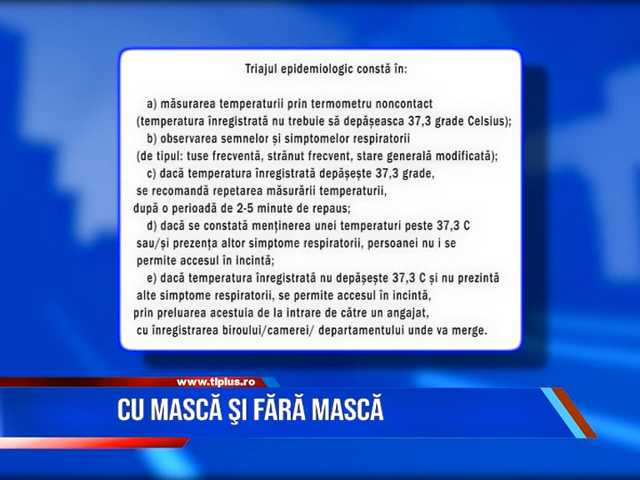 Triajul epidemiologic constă în:
a) măsurarea temperaturii prin termometru noncontact
(temperatura înregistrată nu trebuie să depășeasca 37,3 grade Celsius);
b) observarea semnelor și simptomelor respiratorii
(de tipul: tuse frecventă, strănut frecvent, stare generală modificată);
c) dacă temperatura înregistrată depășește 37,3 grade,
se recomandă repetarea măsurării temperaturii,
după o perioadă de 2-5 minute de repaus;
d) dacă se constată menținerea unei temperaturi peste 37,3 C
sau/și prezența altor simptome respiratorii, persoanei nu i se
permite accesul în incintă;
e) dacă temperatura înregistrată nu depășește 37,3 C și nu prezintă
alte simptome respiratorii, se permite accesul în incintă,
prin preluarea acestuia de la intrare de către un angajat,
cu înregistrarea biroului/camerei/ departamentului unde va merge.
www.tlplus.ro
CU MASCĂ ŞI FĂRĂ MASCĂ